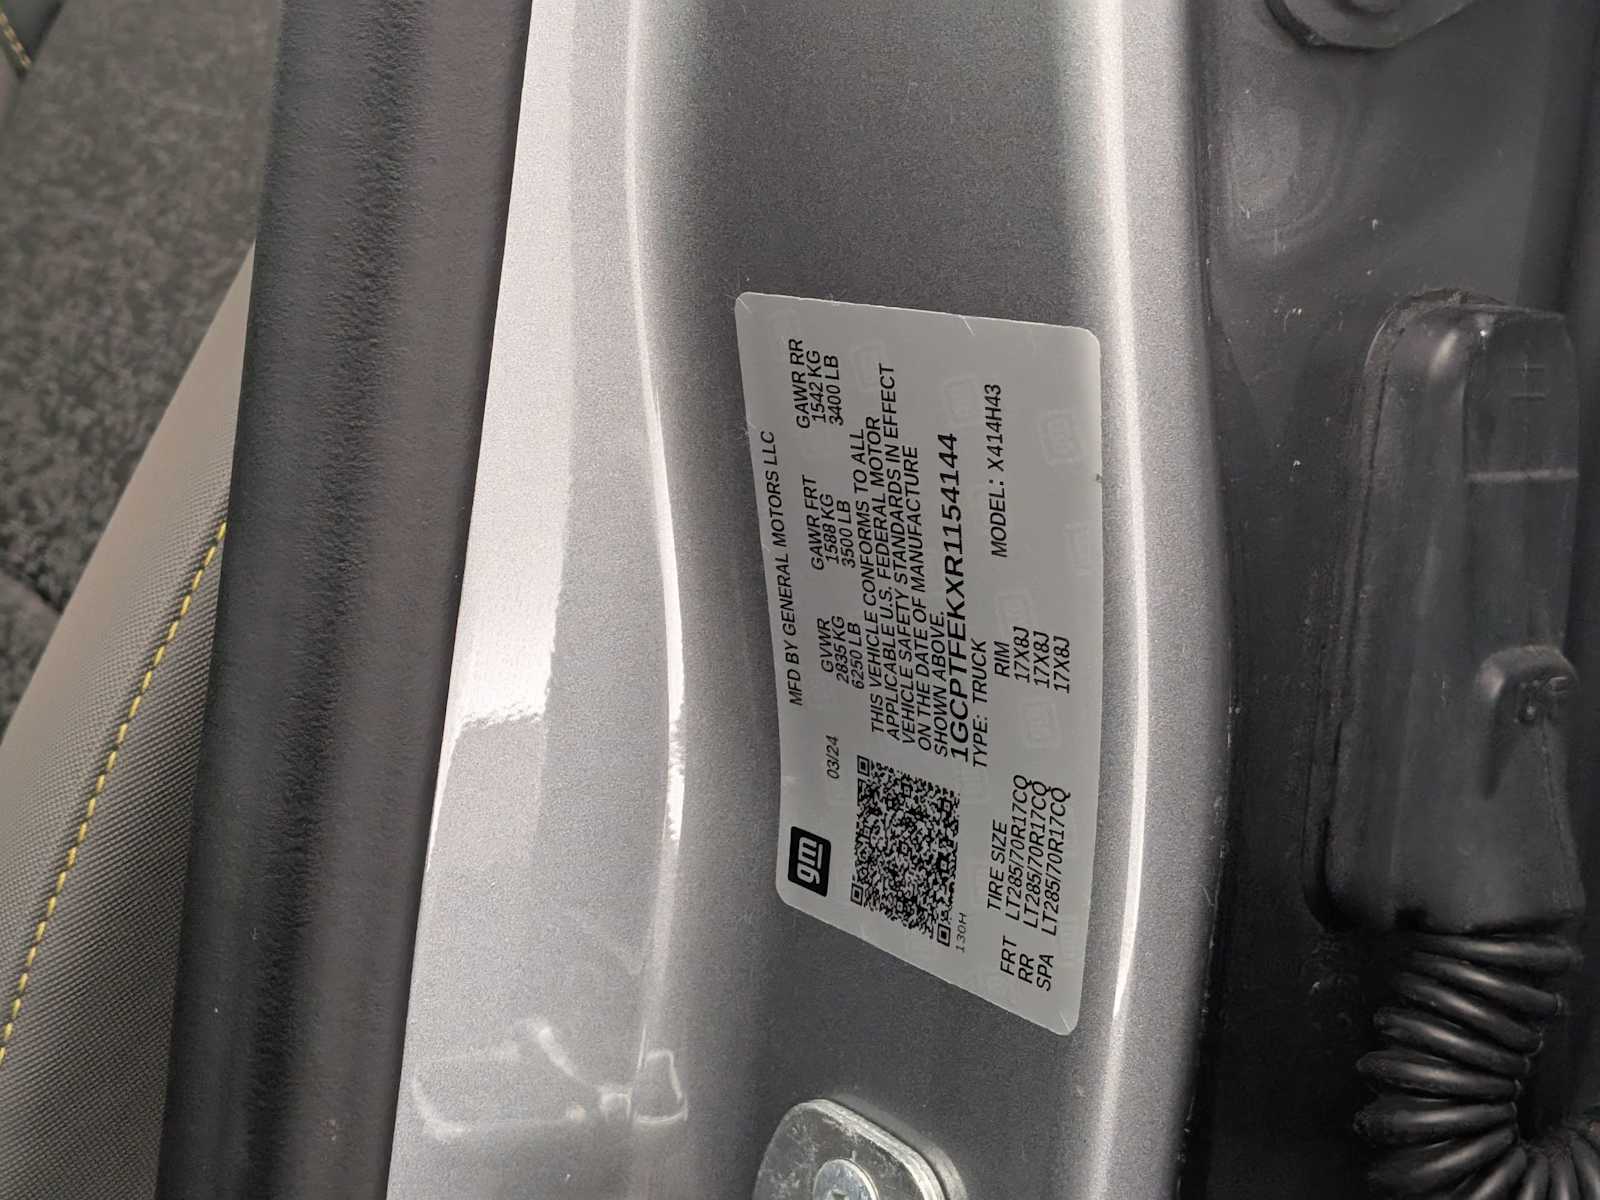 gm
03/24
MFD BY GENERAL MOTORS LLC
GVWR GAWR FRT GAWR RR
2835 KG 1588 KG 1542 KG
6250 LB 3500 LB 3400 LB
THIS VEHICLE CONFORMS TO ALL
APPLICABLE U.S. FEDERAL MOTOR
VEHICLE SAFETY STANDARDS IN EFFECT
ON THE DATE OF MANUFACTURE
SHOWN ABOVE.
1GCPTFEKXR1154144
TYPE: TRUCK MODEL: X414H43
130H
TIRE SIZE RIM
FRT LT285/70R17CQ 17X8J
RR LT285/70R17CQ 17X8J
SPA LT285/70R17CQ 17X8J